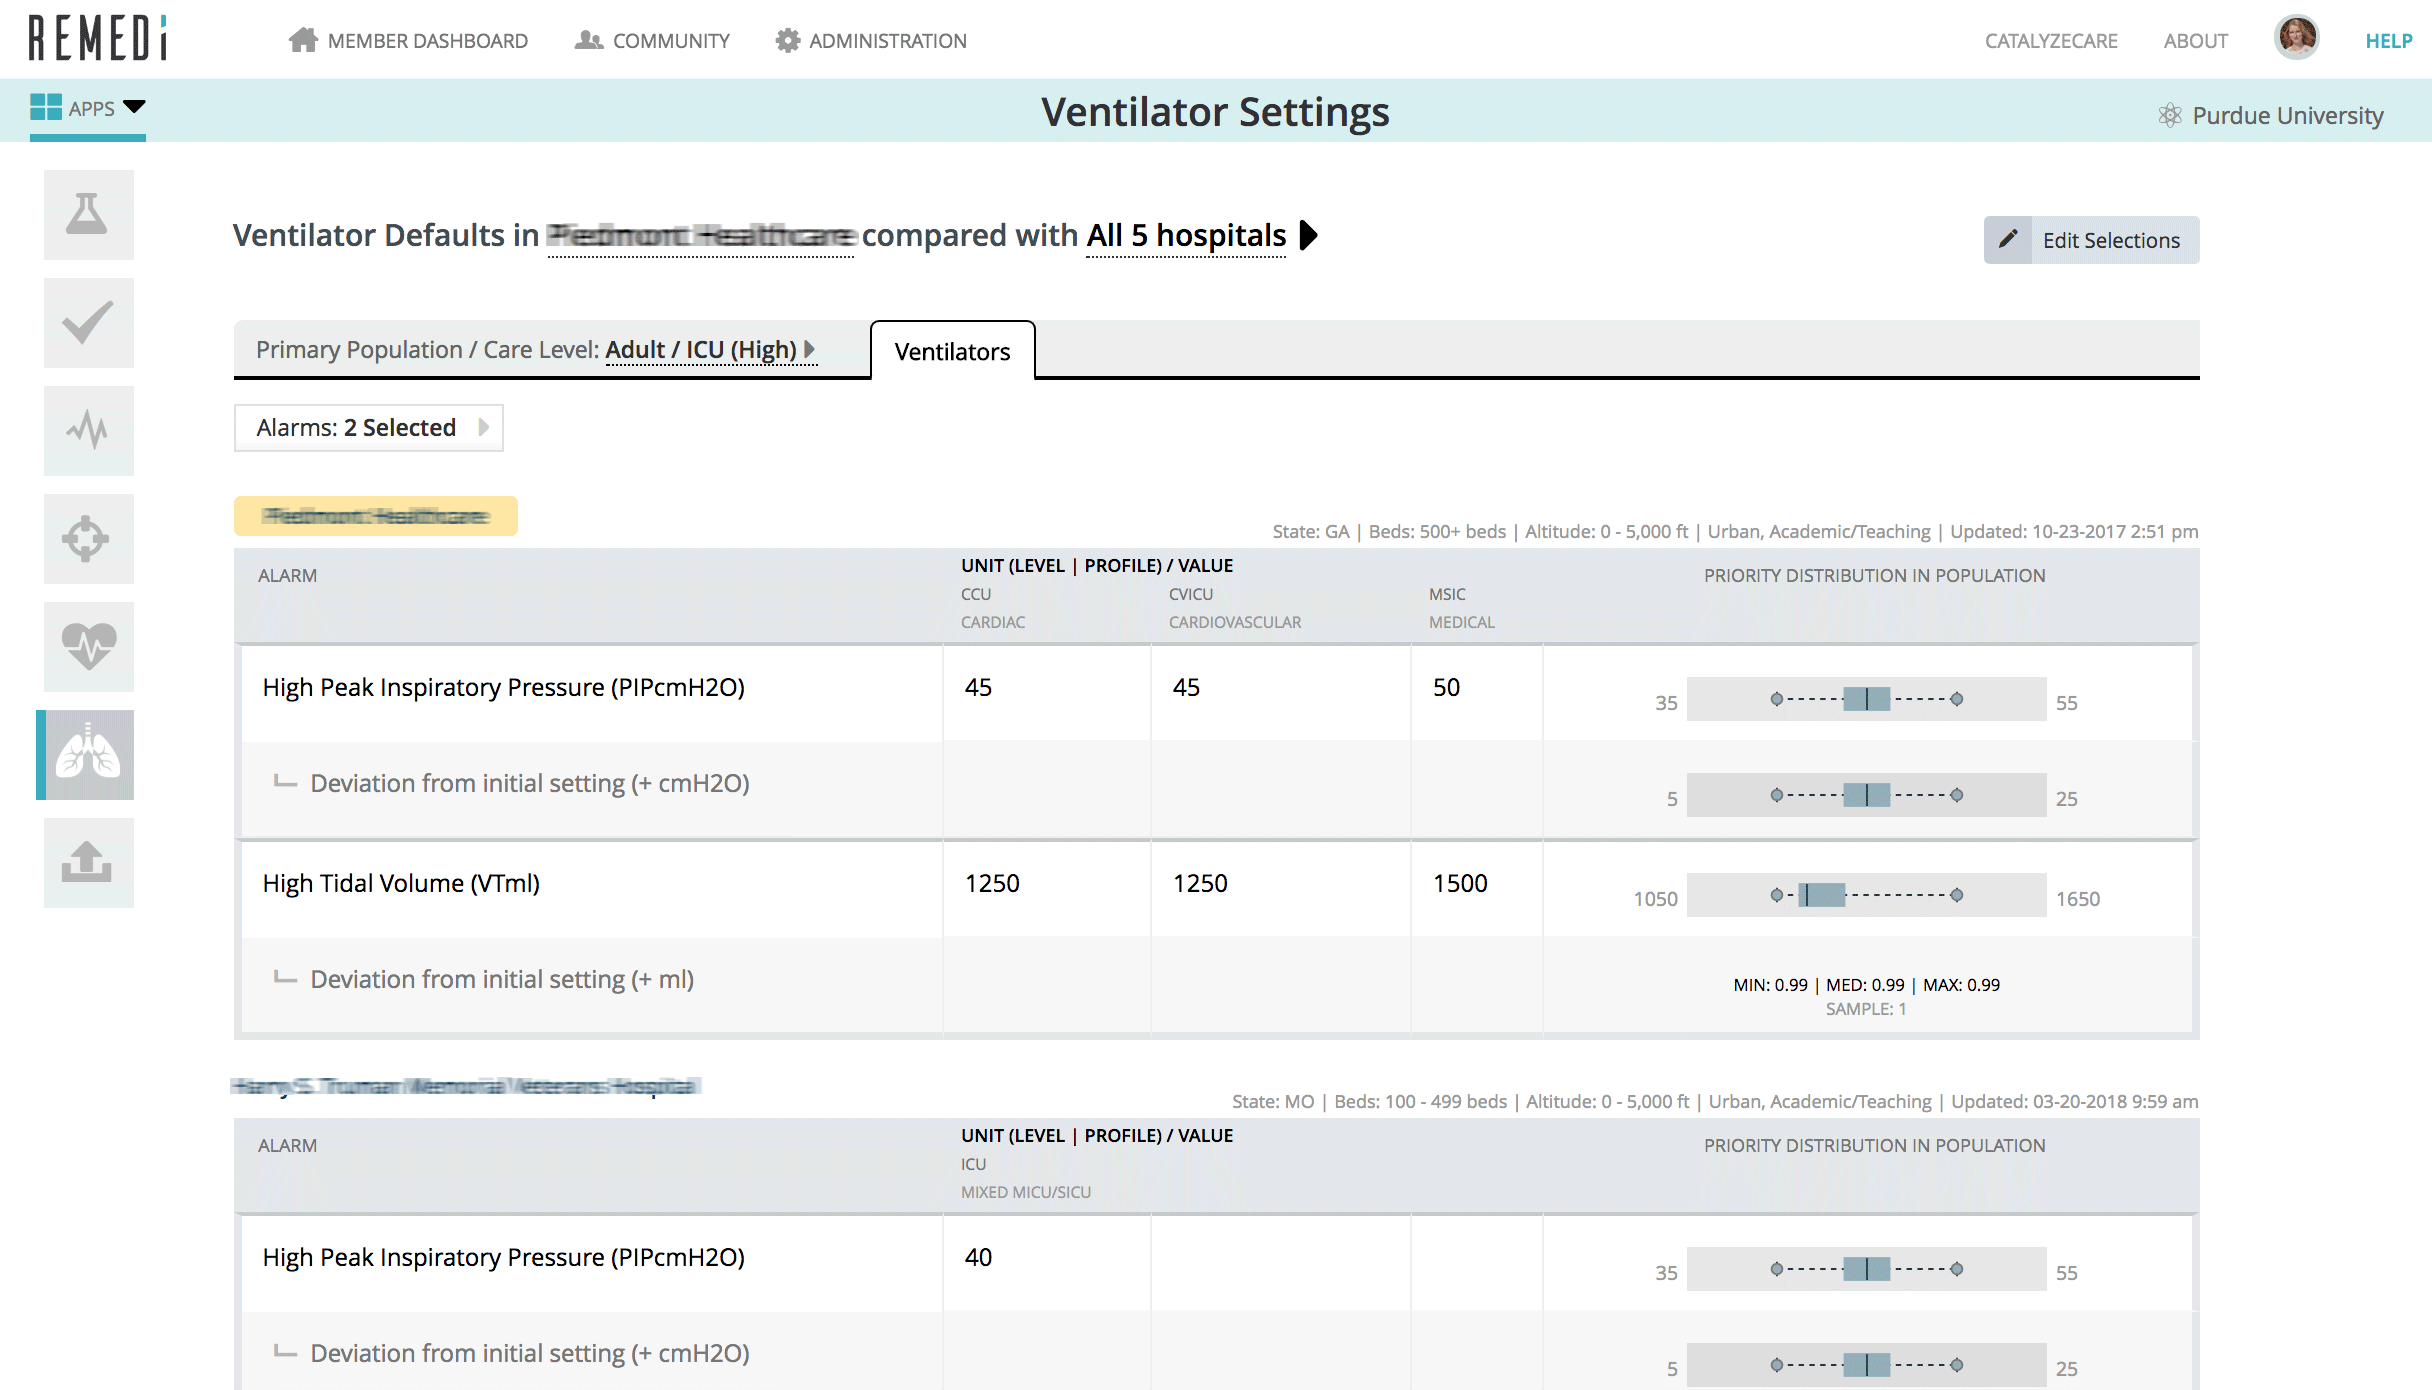 REMEDi
MEMBER DASHBOARD
COMMUNITY
ADMINISTRATION
CATALYZECARE
ABOUT
HELP
APPS
Ventilator Settings
Purdue University
Ventilator Defaults in compared with All 5 hospitals
Edit Selections
Primary Population / Care Level: Adult / ICU (High)
Ventilators
Alarms: 2 Selected
State: GA | Beds: 500+ beds | Altitude: 0 - 5,000 ft | Urban, Academic/Teaching | Updated: 10-23-2017 2:51 pm
ALARM
UNIT (LEVEL | PROFILE) / VALUE
PRIORITY DISTRIBUTION IN POPULATION
CCU
CVICU
MSIC
CARDIAC
CARDIOVASCULAR
MEDICAL
High Peak Inspiratory Pressure (PIPcmH2O)
45
45
50
35
55
Deviation from initial setting (+ cmH2O)
5
25
High Tidal Volume (VTml)
1250
1250
1500
1050
1650
Deviation from initial setting (+ ml)
MIN: 0.99 | MED: 0.99 | MAX: 0.99
SAMPLE: 1
State: MO | Beds: 100 - 499 beds | Altitude: 0 - 5,000 ft | Urban, Academic/Teaching | Updated: 03-20-2018 9:59 am
ALARM
UNIT (LEVEL | PROFILE) / VALUE
PRIORITY DISTRIBUTION IN POPULATION
ICU
MIXED MICU/SICU
High Peak Inspiratory Pressure (PIPcmH2O)
40
35
55
Deviation from initial setting (+ cmH2O)
5
25